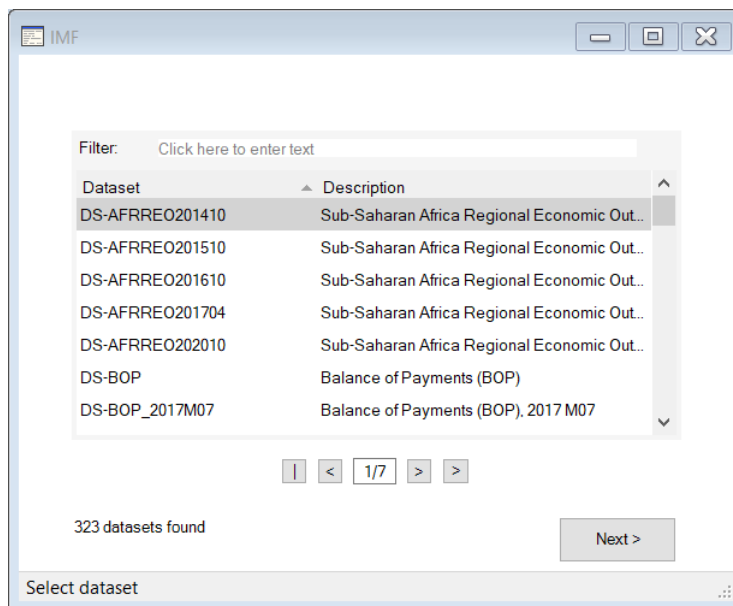 IMF
Filter: Click here to enter text
Dataset Description
DS-AFRREO201410 Sub-Saharan Africa Regional Economic Out...
DS-AFRREO201510 Sub-Saharan Africa Regional Economic Out...
DS-AFRREO201610 Sub-Saharan Africa Regional Economic Out...
DS-AFRREO201704 Sub-Saharan Africa Regional Economic Out...
DS-AFRREO202010 Sub-Saharan Africa Regional Economic Out...
DS-BOP Balance of Payments (BOP)
DS-BOP_2017M07 Balance of Payments (BOP), 2017 M07
| < 1/7 > >
323 datasets found
Next >
Select dataset